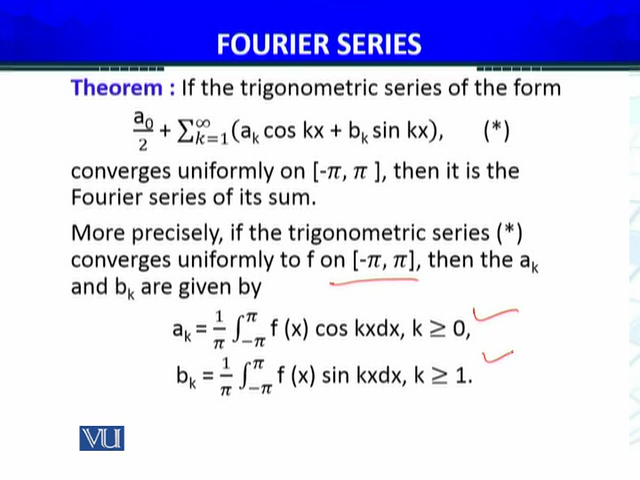 FOURIER SERIES
Theorem : If the trigonometric series of the form
a₀/2 + ∑∞k=1(aₖ cos kx + bₖ sin kx), (*)
converges uniformly on [-π, π ], then it is the
Fourier series of its sum.
More precisely, if the trigonometric series (*)
converges uniformly to f on [-π, π], then the aₖ
and bₖ are given by
aₖ = 1/π ∫π−π f (x) cos kxdx, k ≥ 0,
bₖ = 1/π ∫π−π f (x) sin kxdx, k ≥ 1.
VU